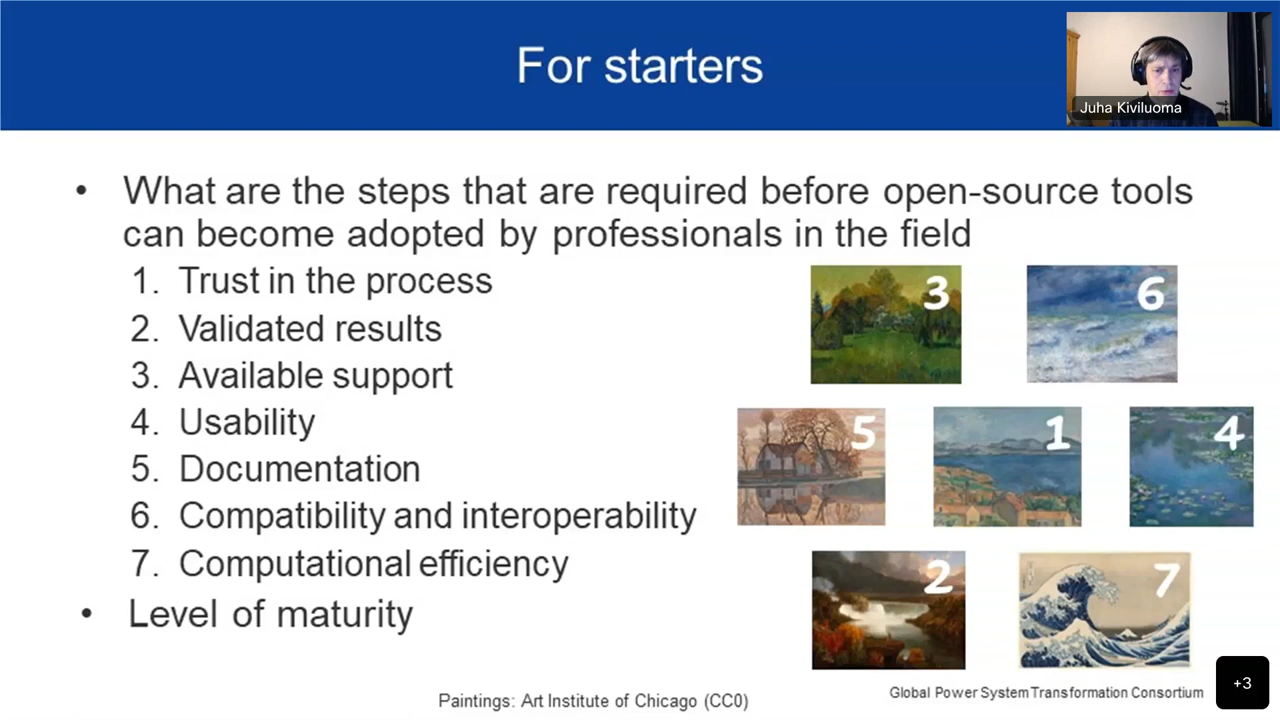 For starters
Juha Kiviluoma
• What are the steps that are required before open-source tools
can become adopted by professionals in the field
1. Trust in the process
2. Validated results
3. Available support
4. Usability
5. Documentation
6. Compatibility and interoperability
7. Computational efficiency
• Level of maturity
3
6
5
1
4
2
7
Paintings: Art Institute of Chicago (CC0)
Global Power System Transformation Consortium
+3